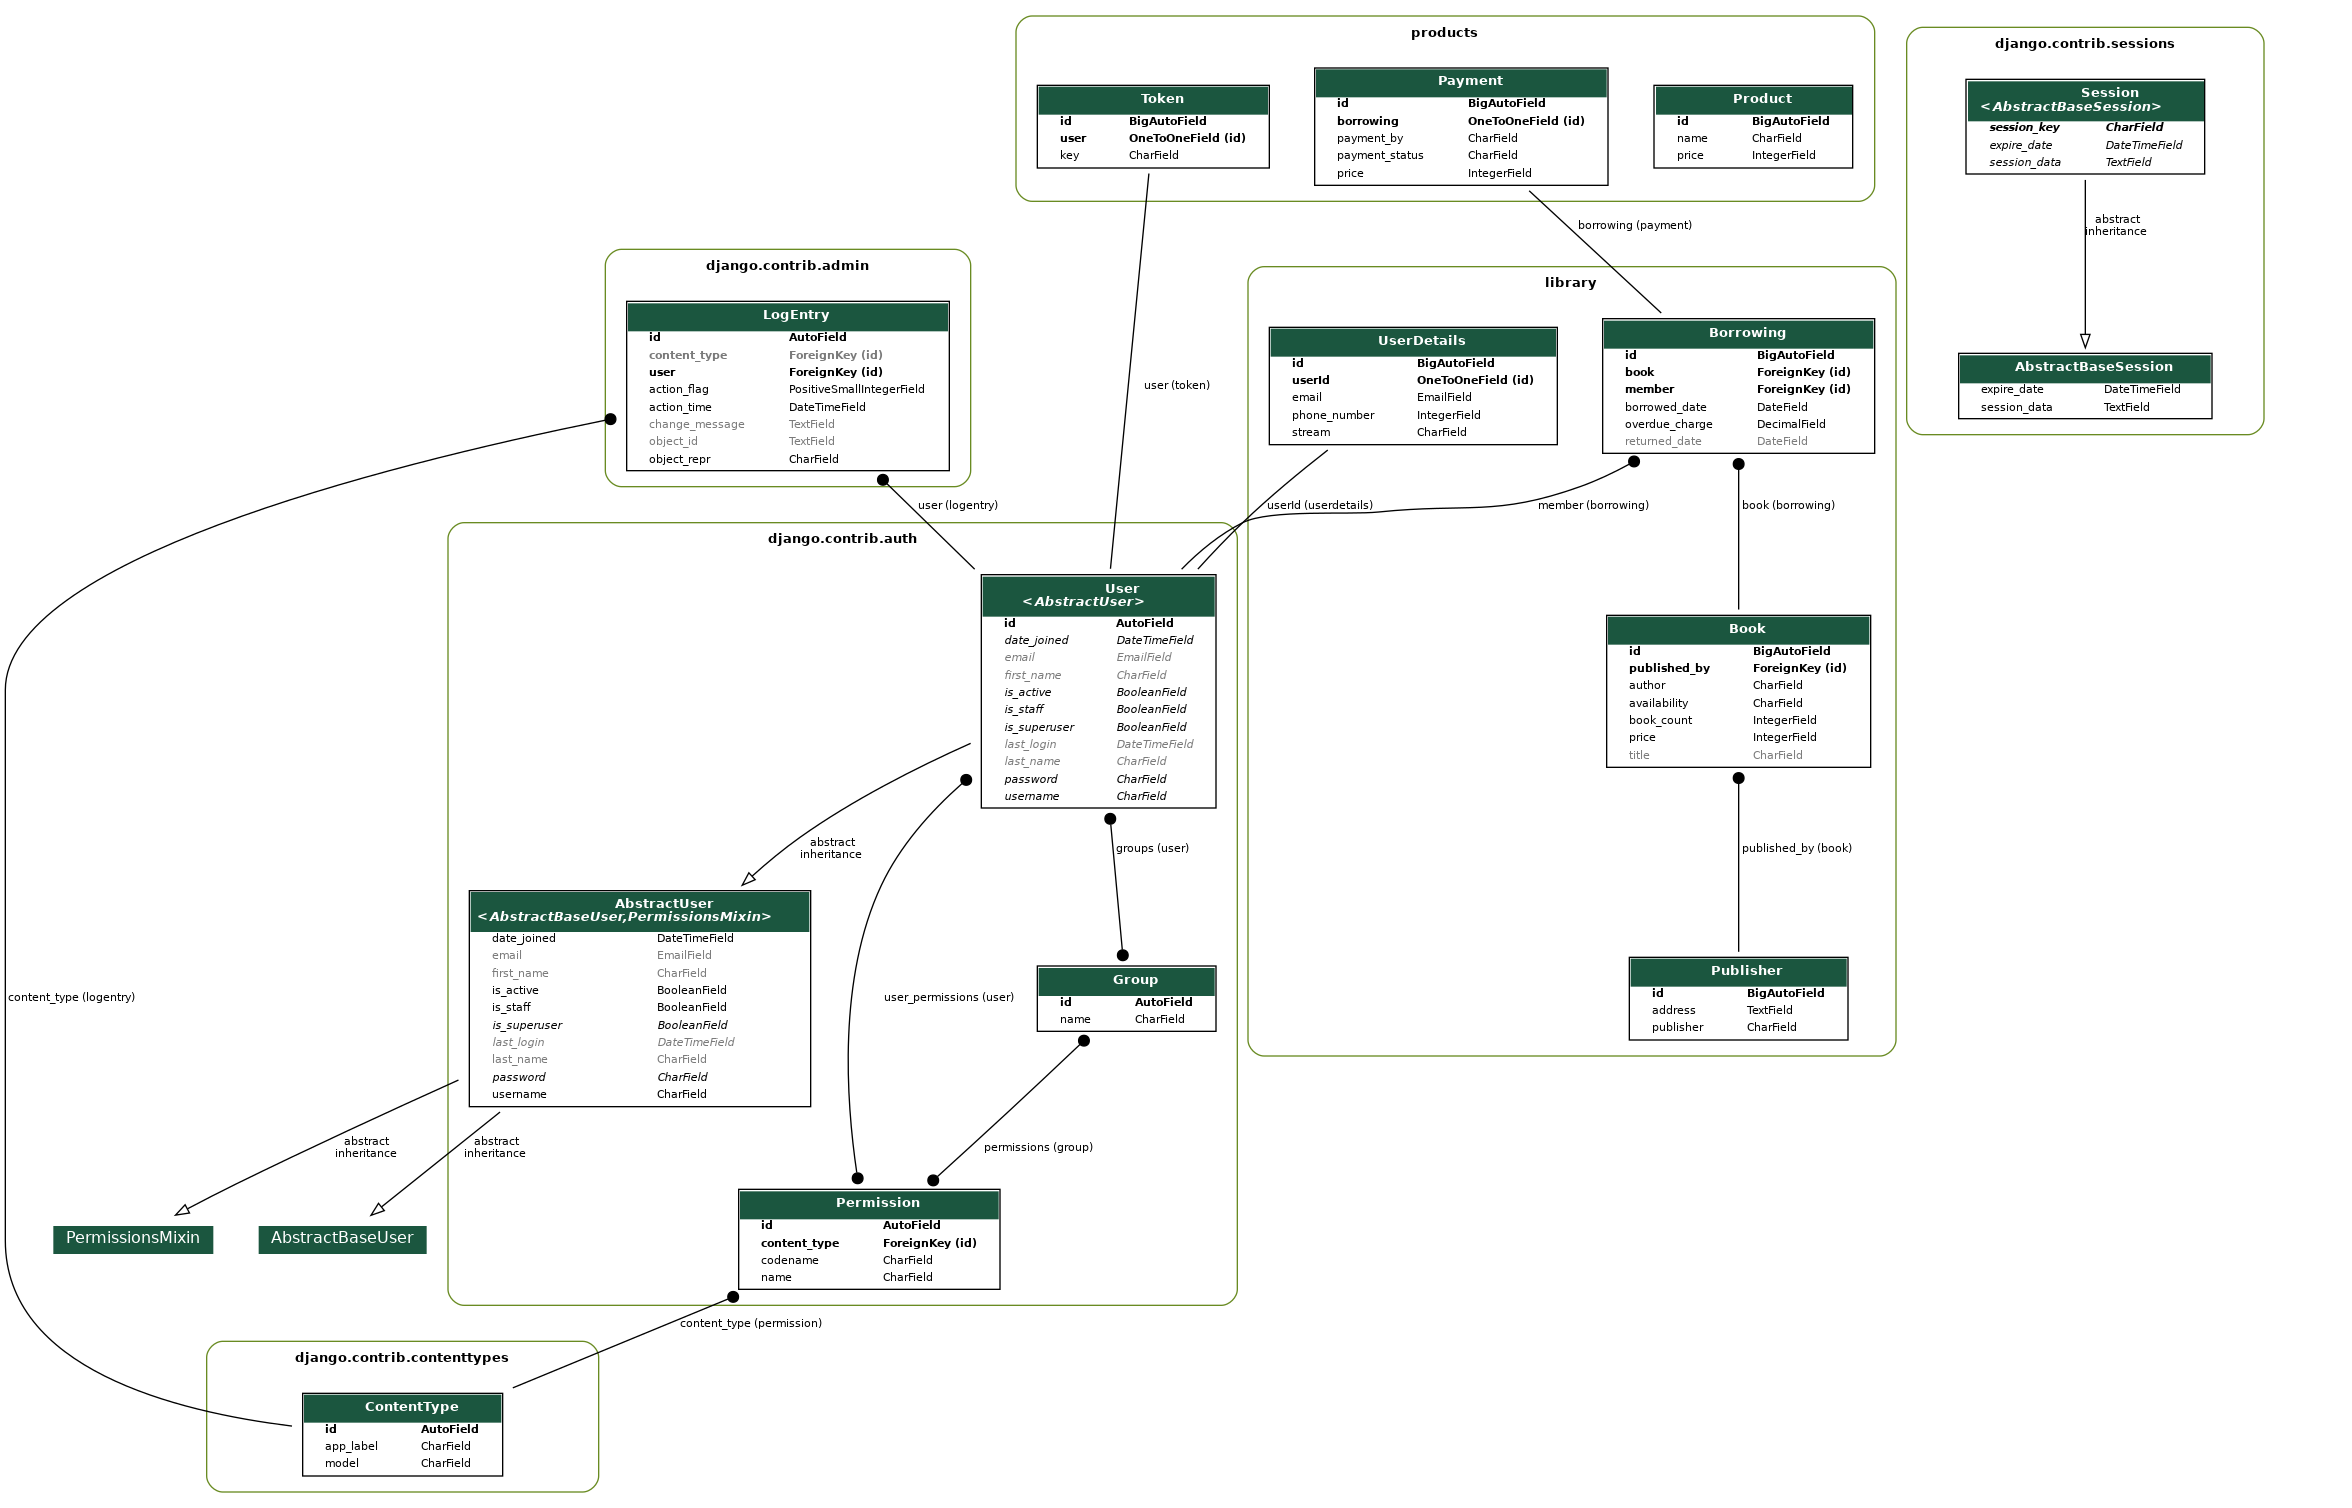 products
Token
id BigAutoField
user OneToOneField (id)
key CharField
Payment
id BigAutoField
borrowing OneToOneField (id)
payment_by CharField
payment_status CharField
price IntegerField
Product
id BigAutoField
name CharField
price IntegerField
django.contrib.sessions
Session
<AbstractBaseSession>
session_key CharField
expire_date DateTimeField
session_data TextField
abstract
inheritance
AbstractBaseSession
expire_date DateTimeField
session_data TextField
borrowing (payment)
user (token)
django.contrib.admin
LogEntry
id AutoField
content_type ForeignKey (id)
user ForeignKey (id)
action_flag PositiveSmallIntegerField
action_time DateTimeField
change_message TextField
object_id TextField
object_repr CharField
user (logentry)
library
UserDetails
id BigAutoField
userId OneToOneField (id)
email EmailField
phone_number IntegerField
stream CharField
Borrowing
id BigAutoField
book ForeignKey (id)
member ForeignKey (id)
borrowed_date DateField
overdue_charge DecimalField
returned_date DateField
userId (userdetails)
member (borrowing)
book (borrowing)
Book
id BigAutoField
published_by ForeignKey (id)
author CharField
availability CharField
book_count IntegerField
price IntegerField
title CharField
published_by (book)
Publisher
id BigAutoField
address TextField
publisher CharField
django.contrib.auth
User
<AbstractUser>
id AutoField
date_joined DateTimeField
email EmailField
first_name CharField
is_active BooleanField
is_staff BooleanField
is_superuser BooleanField
last_login DateTimeField
last_name CharField
password CharField
username CharField
abstract
inheritance
groups (user)
AbstractUser
<AbstractBaseUser,PermissionsMixin>
date_joined DateTimeField
email EmailField
first_name CharField
is_active BooleanField
is_staff BooleanField
is_superuser BooleanField
last_login DateTimeField
last_name CharField
password CharField
username CharField
user_permissions (user)
Group
id AutoField
name CharField
content_type (logentry)
abstract
inheritance
abstract
inheritance
permissions (group)
PermissionsMixin
AbstractBaseUser
Permission
id AutoField
content_type ForeignKey (id)
codename CharField
name CharField
content_type (permission)
django.contrib.contenttypes
ContentType
id AutoField
app_label CharField
model CharField